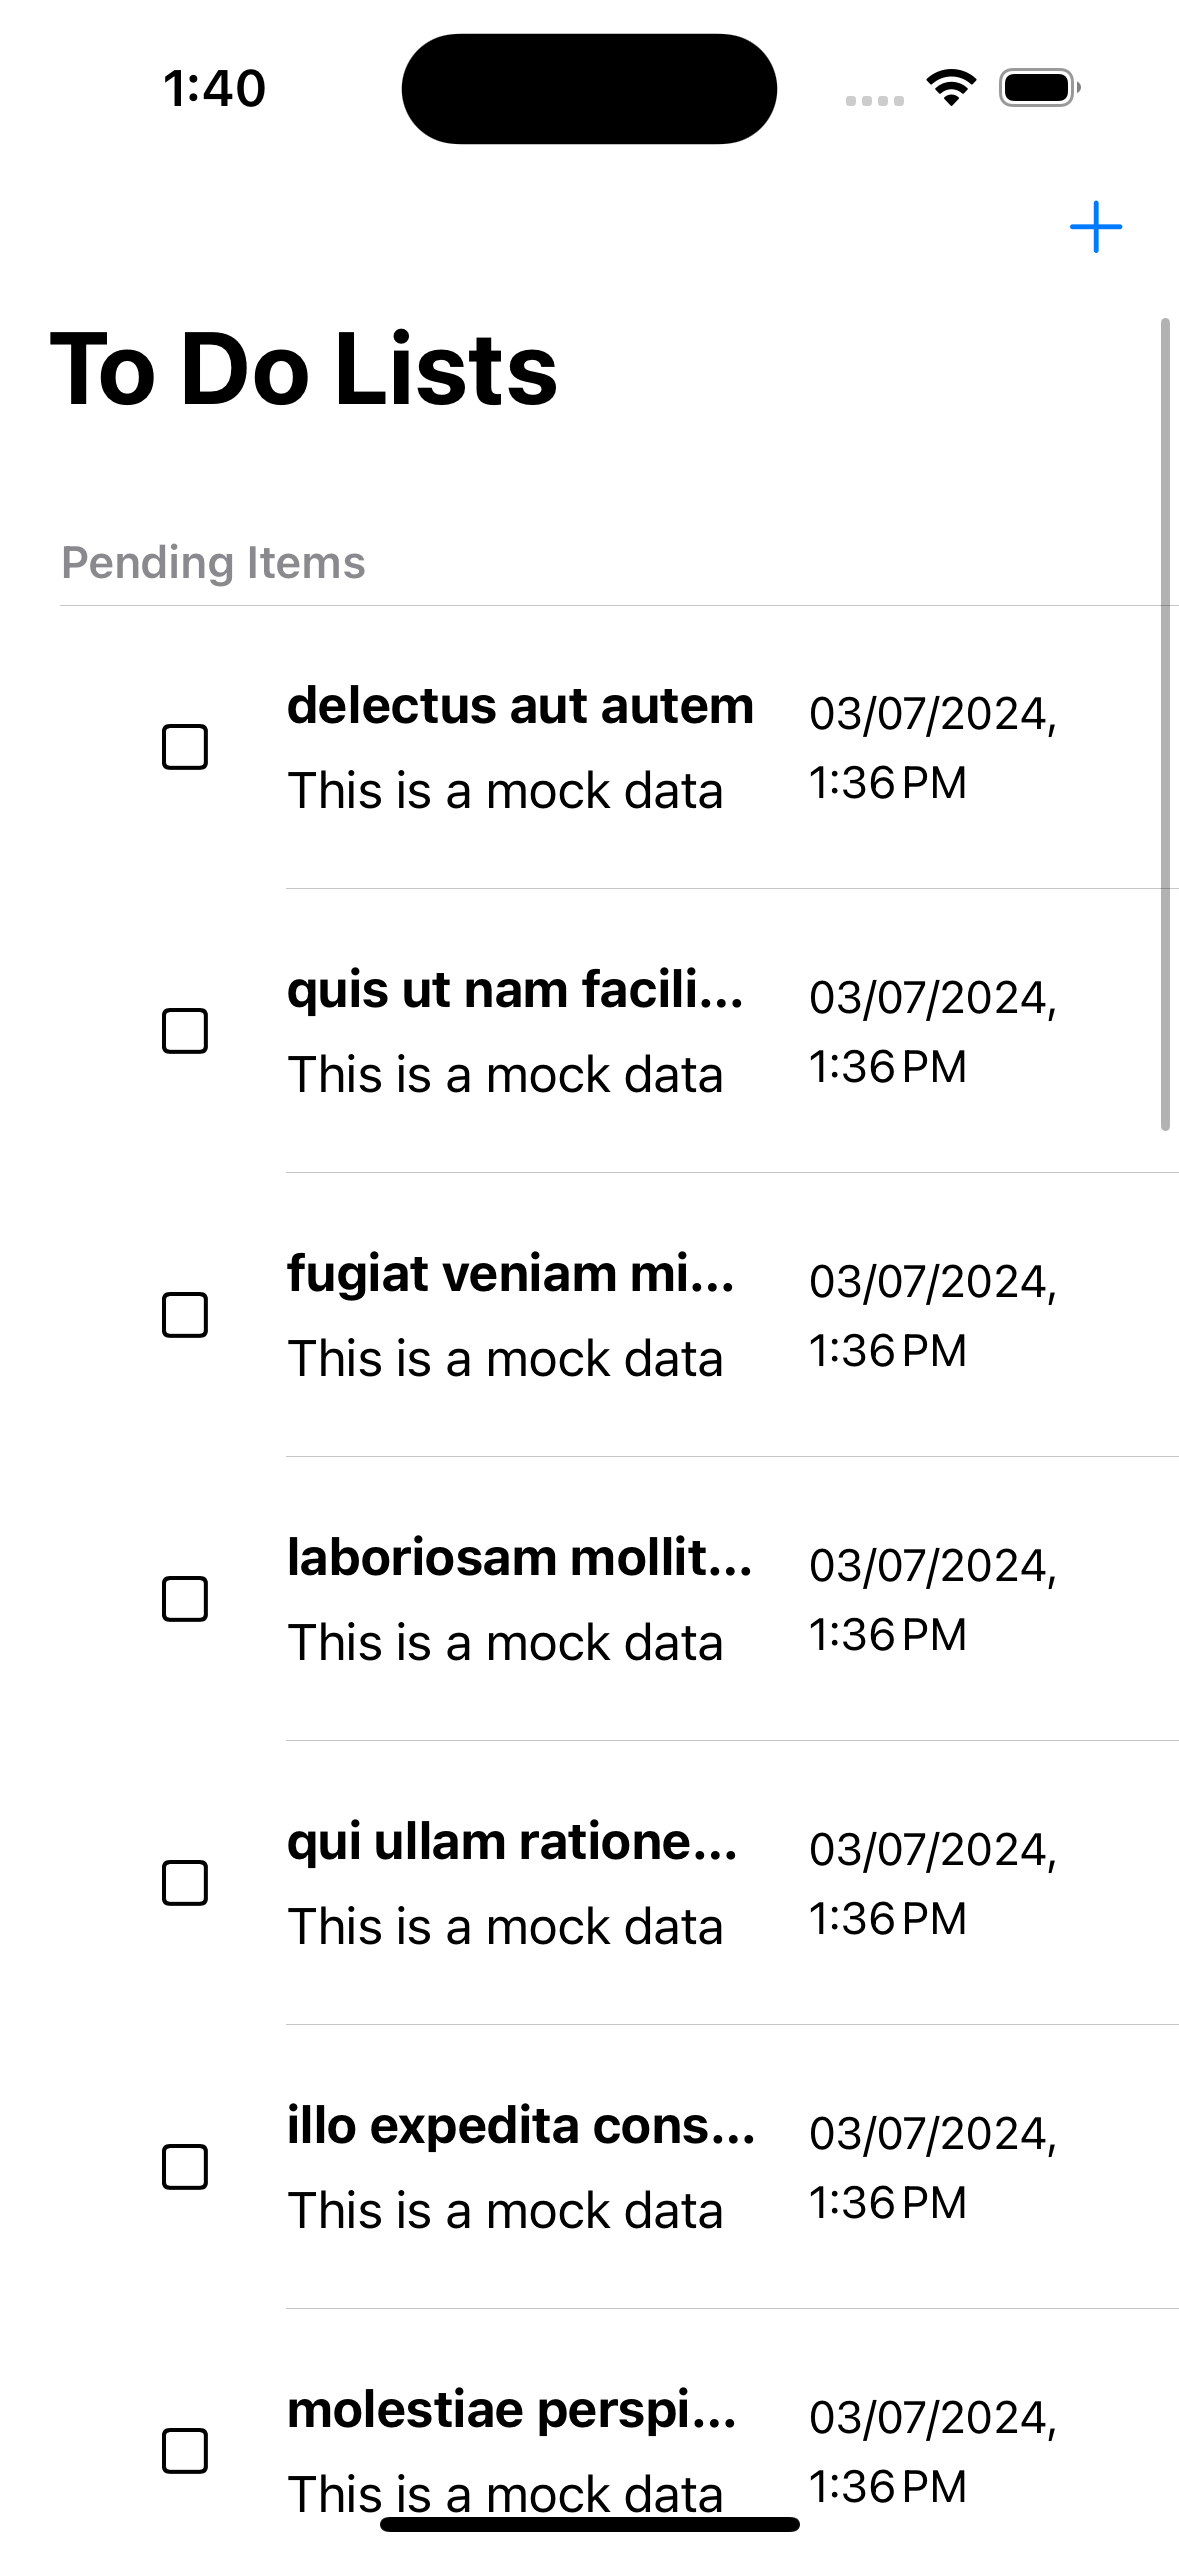 1:40
To Do Lists
Pending Items
delectus aut autem
This is a mock data
03/07/2024,
1:36 PM
quis ut nam facili...
This is a mock data
03/07/2024,
1:36 PM
fugiat veniam mi...
This is a mock data
03/07/2024,
1:36 PM
laboriosam mollit...
This is a mock data
03/07/2024,
1:36 PM
qui ullam ratione...
This is a mock data
03/07/2024,
1:36 PM
illo expedita cons...
This is a mock data
03/07/2024,
1:36 PM
molestiae perspi...
This is a mock data
03/07/2024,
1:36 PM